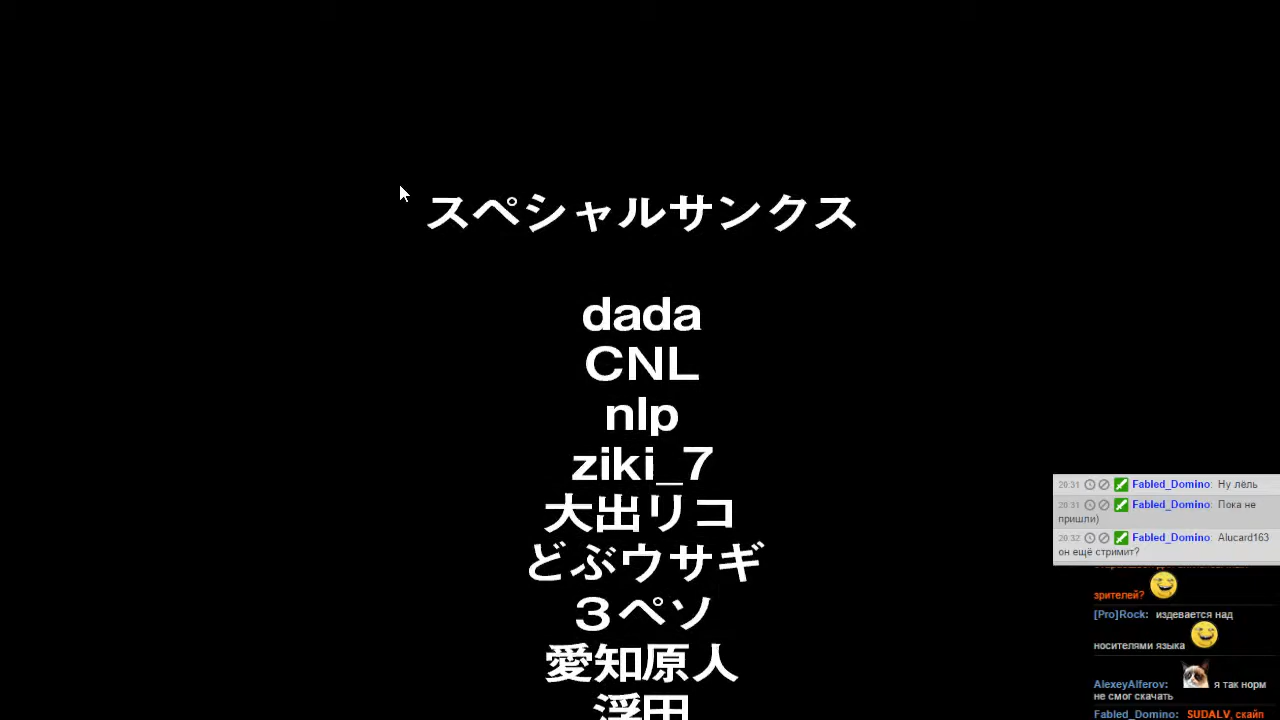 スペシャルサンクス
dada
CNL
nlp
ziki_7
大出リコ
どぶウサギ
３ペソ
愛知原人
浮田
20:31 Fabled_Domino: Ну лёль
20:31 Fabled_Domino: Пока не
пришли)
20:32 Fabled_Domino: Alucard163
он ещё стримит?
зрителей?
[Pro]Rock: издевается над
носителями языка
AlexeyAlferov: я так норм
не смог скачать
Fabled_Domino: SUDALV, скайп